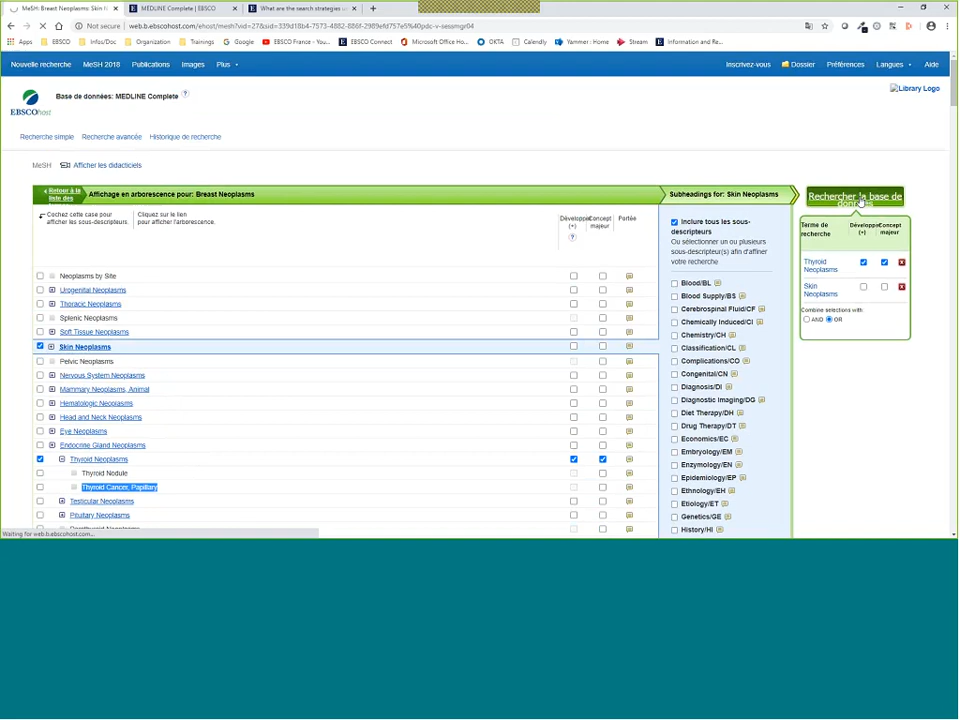 MeSH: Breast Neoplasms: Skin N
MEDLINE Complete | EBSCO
What are the search strategies u
Not secure
web.b.ebscohost.com/ehost/mesh?vid=27&sid=339d18b4-7573-4882-886f-2989efd757e5%40pdc-v-sessmgr04
Apps
EBSCO
Infos/Doc
Organization
Trainings
Google
EBSCO France - You...
EBSCO Connect
Microsoft Office Ho...
OKTA
Calendly
Yammer : Home
Stream
Information and Re...
Nouvelle recherche
MeSH 2018
Publications
Images
Plus
Inscrivez-vous
Dossier
Préférences
Langues
Aide
EBSCOhost
Base de données: MEDLINE Complete
Library Logo
Recherche simple
Recherche avancée
Historique de recherche
MeSH
Afficher les didacticiels
Retour à la
liste des
Affichage en arborescence pour: Breast Neoplasms
Subheadings for: Skin Neoplasms
Rechercher la base de
données
Cochez cette case pour
afficher les sous-descripteurs.
Cliquez sur le lien
pour afficher l'arborescence.
Développer
(+)
Concept
majeur
Portée
Neoplasms by Site
Urogenital Neoplasms
Thoracic Neoplasms
Splenic Neoplasms
Soft Tissue Neoplasms
Skin Neoplasms
Pelvic Neoplasms
Nervous System Neoplasms
Mammary Neoplasms, Animal
Hematologic Neoplasms
Head and Neck Neoplasms
Eye Neoplasms
Endocrine Gland Neoplasms
Thyroid Neoplasms
Thyroid Nodule
Thyroid Cancer, Papillary
Testicular Neoplasms
Pituitary Neoplasms
Parathyroid Neoplasms
Inclure tous les sous-
descripteurs
Ou sélectionner un ou plusieurs
sous-descripteur(s) afin d'affiner
votre recherche
Blood/BL
Blood Supply/BS
Cerebrospinal Fluid/CF
Chemically Induced/CI
Chemistry/CH
Classification/CL
Complications/CO
Congenital/CN
Diagnosis/DI
Diagnostic Imaging/DG
Diet Therapy/DH
Drug Therapy/DT
Economics/EC
Embryology/EM
Enzymology/EN
Epidemiology/EP
Ethnology/EH
Etiology/ET
Genetics/GE
History/HI
Terme de
recherche
Développer
(+)
Concept
majeur
Thyroid
Neoplasms
Skin
Neoplasms
Combine selections with:
AND
OR
Waiting for web.b.ebscohost.com...